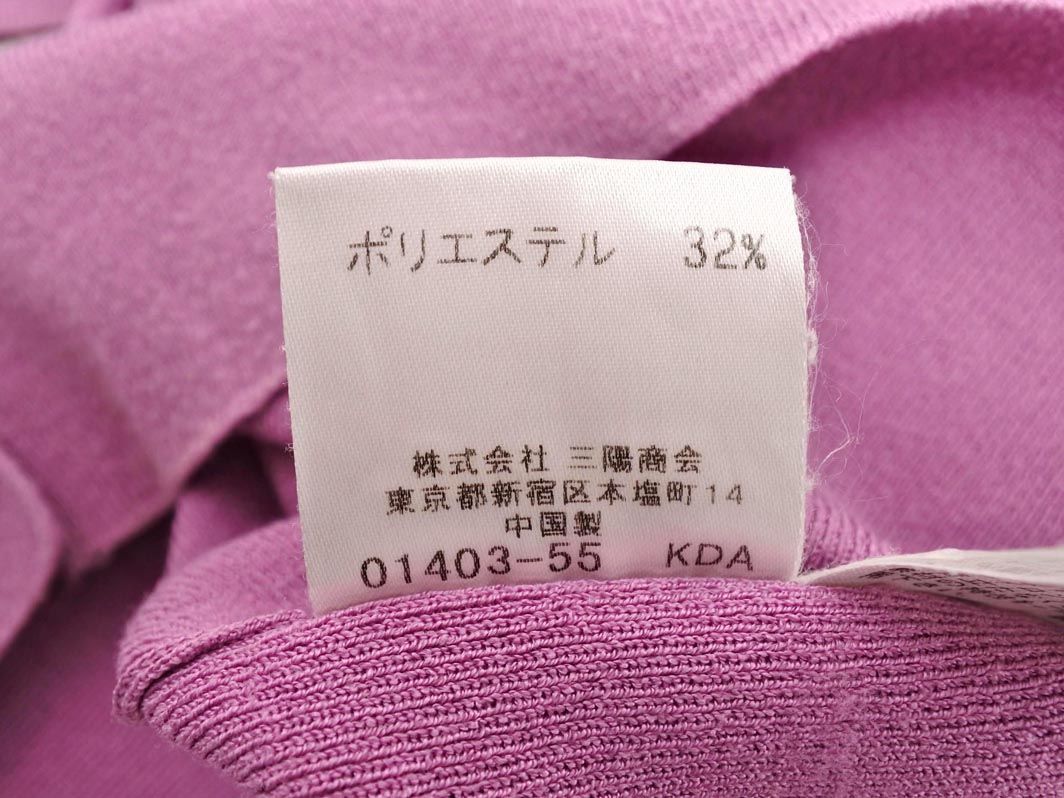 ポリエステル 32%
株式会社 三陽商会
東京都新宿区本塩町14
中国製
01403-55 KDA